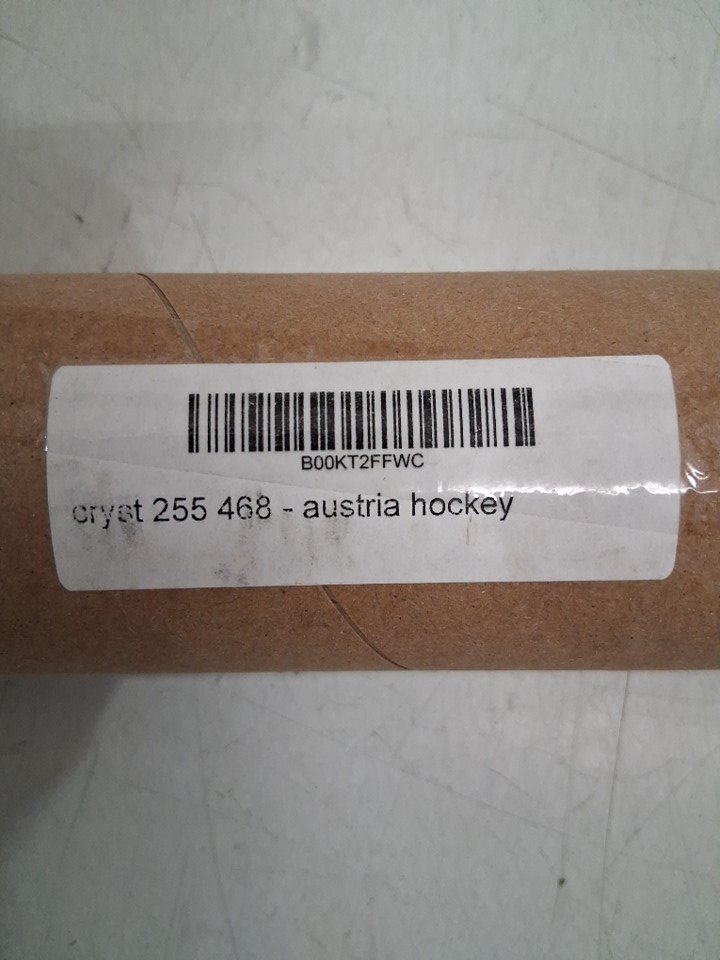 B00KT2FFWC
cryst 255 468 - austria hockey